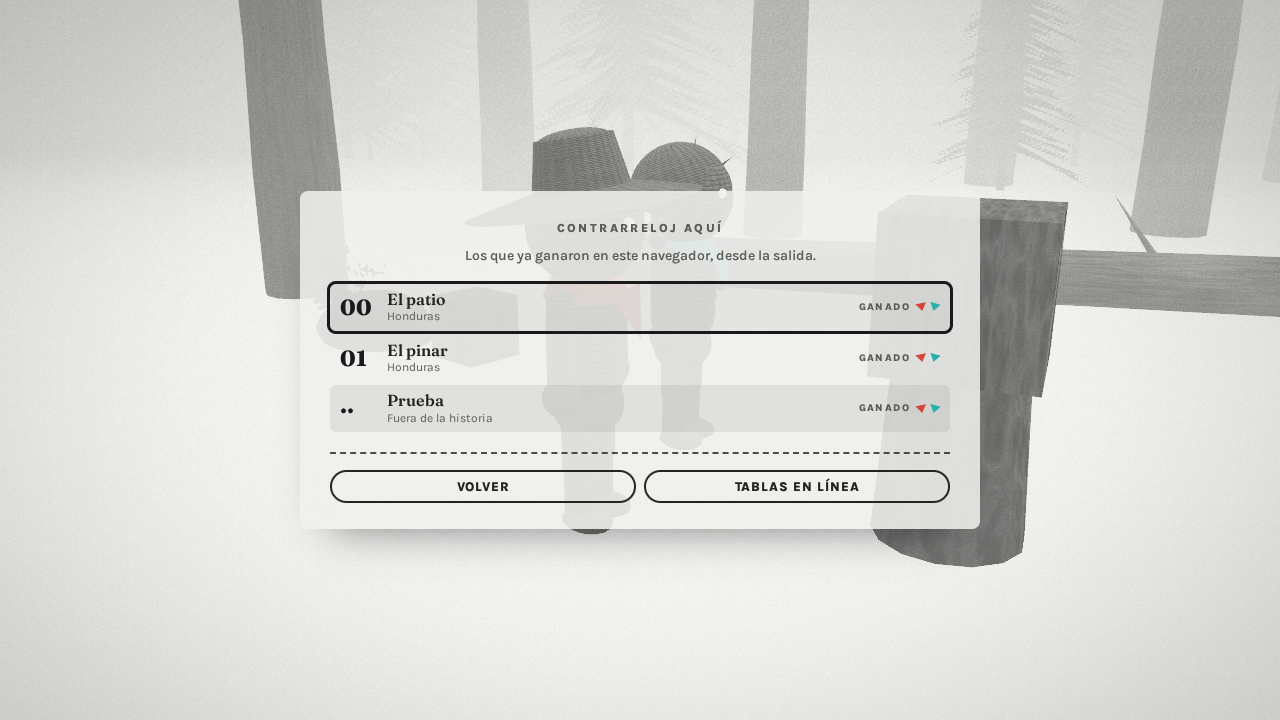 CONTRARRELOJ AQUÍ
Los que ya ganaron en este navegador, desde la salida.
00 El patio GANADO
Honduras
01 El pinar GANADO
Honduras
•• Prueba GANADO
Fuera de la historia
VOLVER TABLAS EN LÍNEA